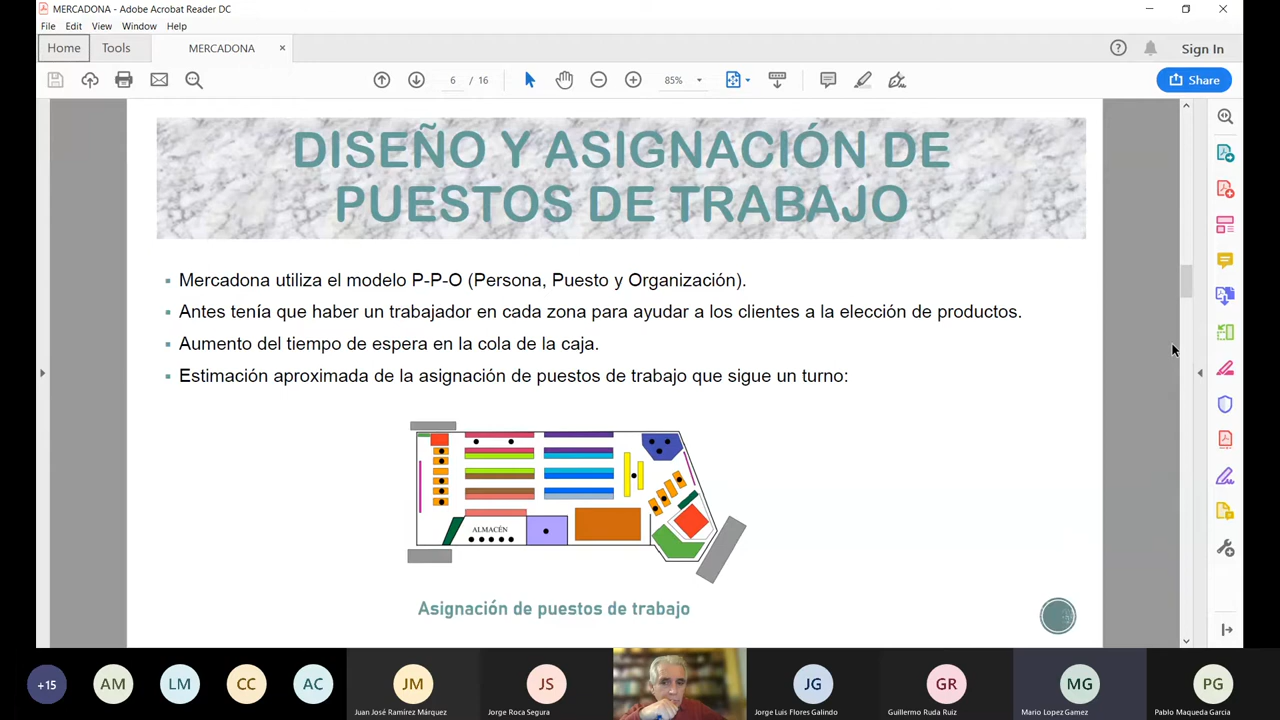 MERCADONA - Adobe Acrobat Reader DC
File Edit View Window Help
Home Tools MERCADONA × Sign In
6 / 16 85% Share
DISEÑO Y ASIGNACIÓN DE
PUESTOS DE TRABAJO
Mercadona utiliza el modelo P-P-O (Persona, Puesto y Organización).
Antes tenía que haber un trabajador en cada zona para ayudar a los clientes a la elección de productos.
Aumento del tiempo de espera en la cola de la caja.
Estimación aproximada de la asignación de puestos de trabajo que sigue un turno:
ALMACÉN
Asignación de puestos de trabajo
+15 AM LM CC AC JM JS JG GR MG PG
Juan José Ramírez Márquez Jorge Roca Segura Jorge Luis Flores Galindo Guillermo Ruda Ruiz Mario Lopez Gamez Pablo Maqueda Garcia